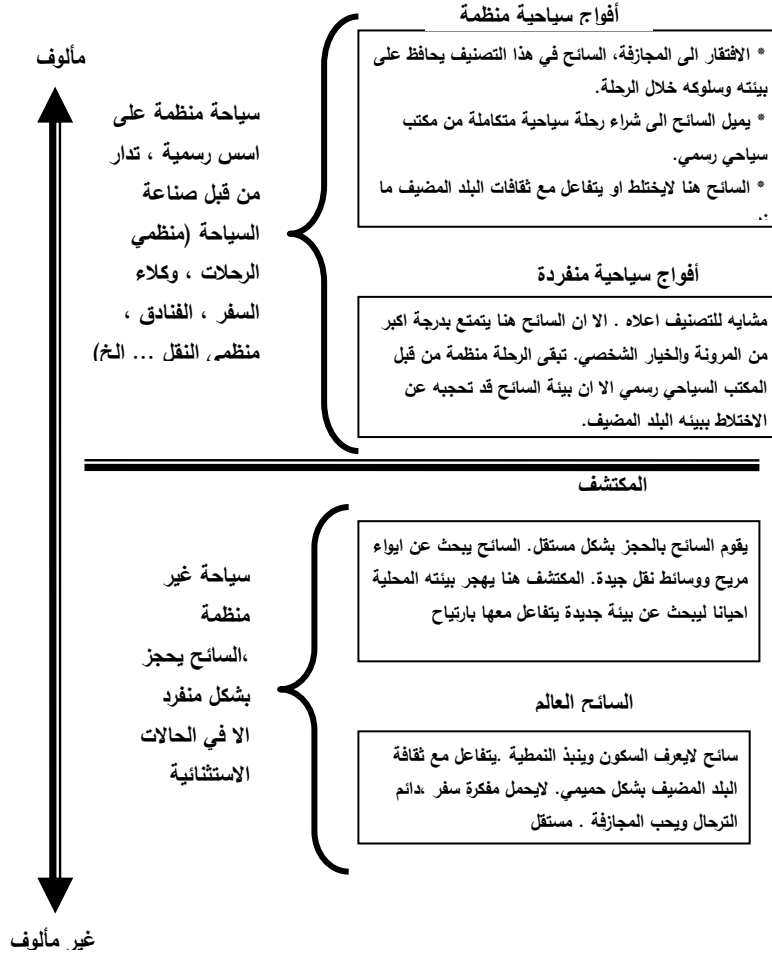 أفواج سياحية منظمة
مألوف
* الافتقار الى المجازفة، السائح في هذا التصنيف يحافظ على
بيئته وسلوكه خلال الرحلة.
* يميل السائح الى شراء رحلة سياحية متكاملة من مكتب
سياحي رسمي.
* السائح هنا لايختلط او يتفاعل مع ثقافات البلد المضيف ما
سياحة منظمة على
اسس رسمية ، تدار
من قبل صناعة
السياحة (منظمي
الرحلات ، وكلاء
السفر ، الفنادق ،
منظمي النقل ... الخ)
أفواج سياحية منفردة
مشابه للتصنيف اعلاه . الا ان السائح هنا يتمتع بدرجة اكبر
من المرونة والخيار الشخصي. تبقى الرحلة منظمة من قبل
المكتب السياحي رسمي الا ان بيئة السائح قد تحجبه عن
الاختلاط ببيئه البلد المضيف.
المكتشف
يقوم السائح بالحجز بشكل مستقل. السائح يبحث عن ايواء
مريح ووسائط نقل جيدة. المكتشف هنا يهجر بيئته المحلية
احيانا ليبحث عن بيئة جديدة يتفاعل معها بارتياح
سياحة غير
منظمة
،السائح يحجز
بشكل منفرد
الا في الحالات
الاستثنائية
السائح العالم
سائح لايعرف السكون وينبذ النمطية .يتفاعل مع ثقافة
البلد المضيف بشكل حميمي. لايحمل مفكرة سفر ،دائم
الترحال ويحب المجازفة . مستقل
غير مألوف